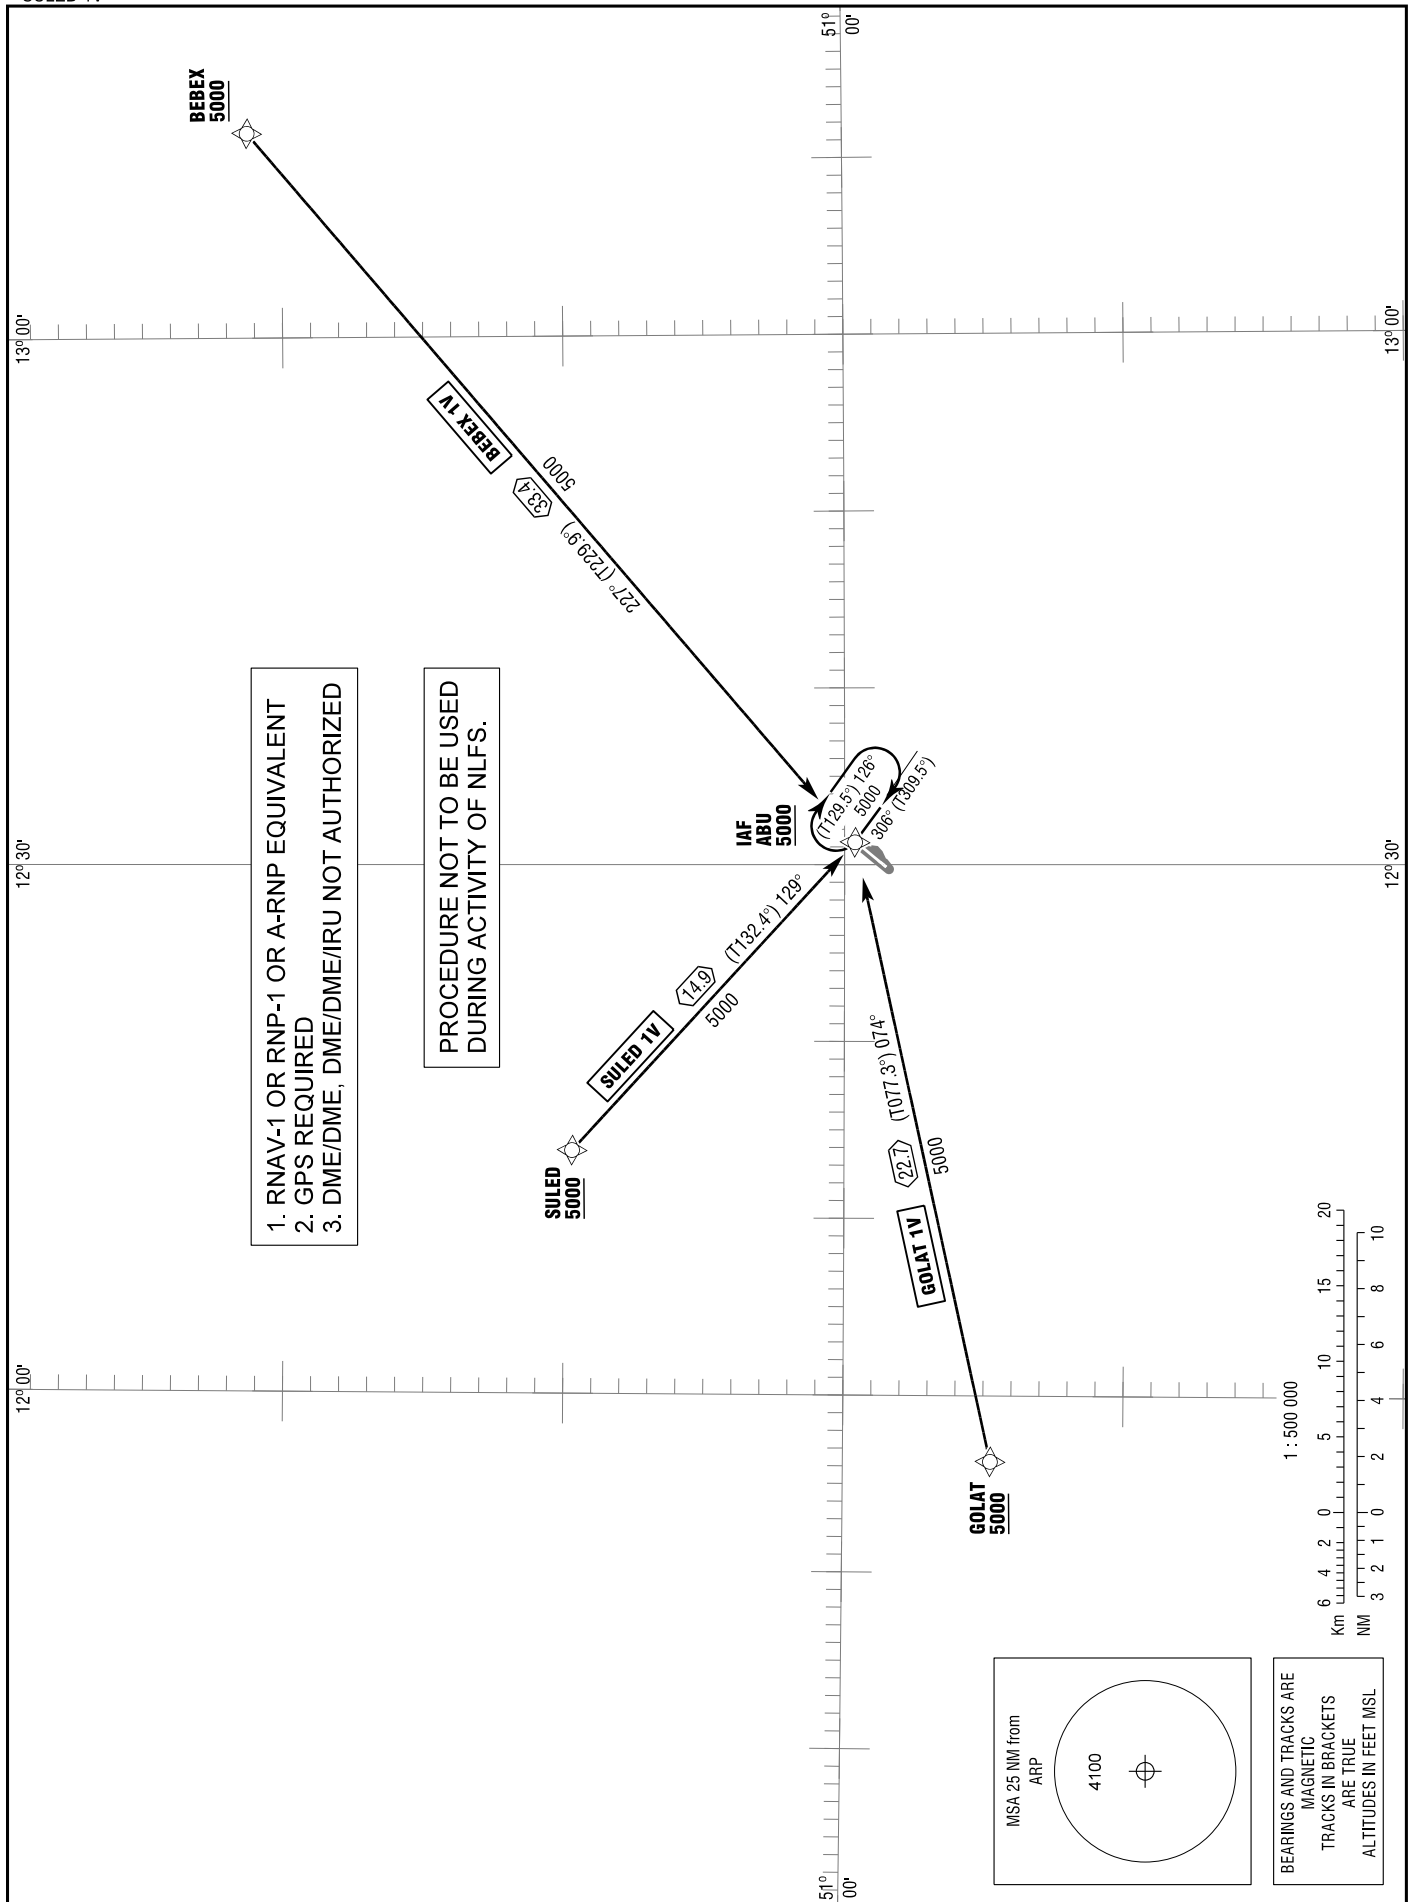 BEBEX
5000
51°
00'
13° 00'
13° 00'
BEBEX 1V
33.4
5000
227° (T229.9°)
1. RNAV-1 OR RNP-1 OR A-RNP EQUIVALENT
2. GPS REQUIRED
3. DME/DME, DME/DME/IRU NOT AUTHORIZED
PROCEDURE NOT TO BE USED
DURING ACTIVITY OF NLFS.
12° 30'
12° 30'
IAF
ABU
5000
(T129.5°) 126°
5000
306° (T309.5°)
SULED
5000
SULED 1V
14.9
(T132.4°) 129°
5000
GOLAT
5000
GOLAT 1V
22.7
(T077.3°) 074°
5000
12° 00'
1 : 500 000
6 4 2 0 5 10 15 20
Km
NM
3 2 1 0 2 4 6 8 10
MSA 25 NM from
ARP
4100
BEARINGS AND TRACKS ARE
MAGNETIC
TRACKS IN BRACKETS
ARE TRUE
ALTITUDES IN FEET MSL
51°
00'